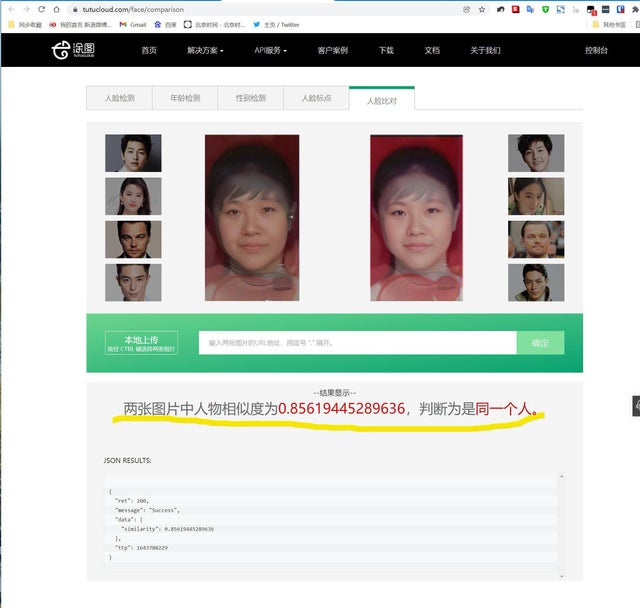 tutucloud.com/face/comparison
同步收藏
我的首页 新浪微博...
Gmail
百度
北京时间 - 北京时...
主页 / Twitter
其他书签
涂图
TUTUCLOUD
首页
解决方案
API服务
客户案例
下载
文档
关于我们
控制台
人脸检测
年龄检测
性别检测
人脸标点
人脸比对
本地上传
按住 CTRL 键选择两张图片
输入两张图片的URL地址，用逗号 "," 隔开。
确定
--结果显示--
两张图片中人物相似度为0.85619445289636，判断为是同一个人。
JSON RESULTS:
{
"ret": 200,
"message": "Success",
"data": {
"similarity": 0.85619445289636
},
"ttp": 1643708229
}